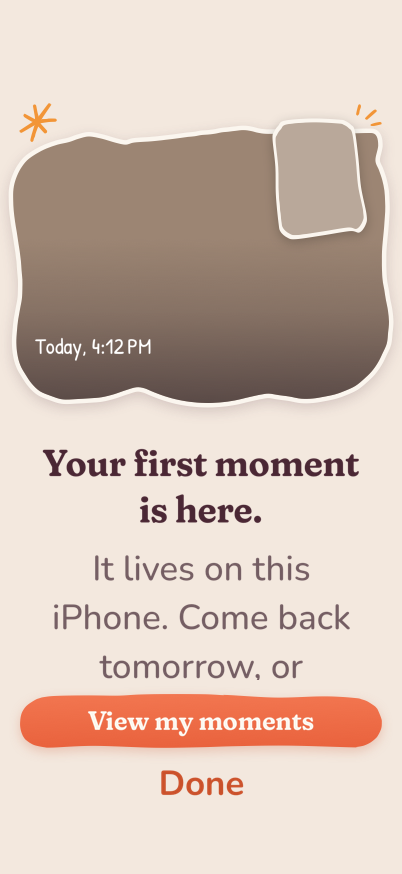 Today, 4:12 PM
Your first moment
is here.
It lives on this
iPhone. Come back
tomorrow, or
View my moments
Done